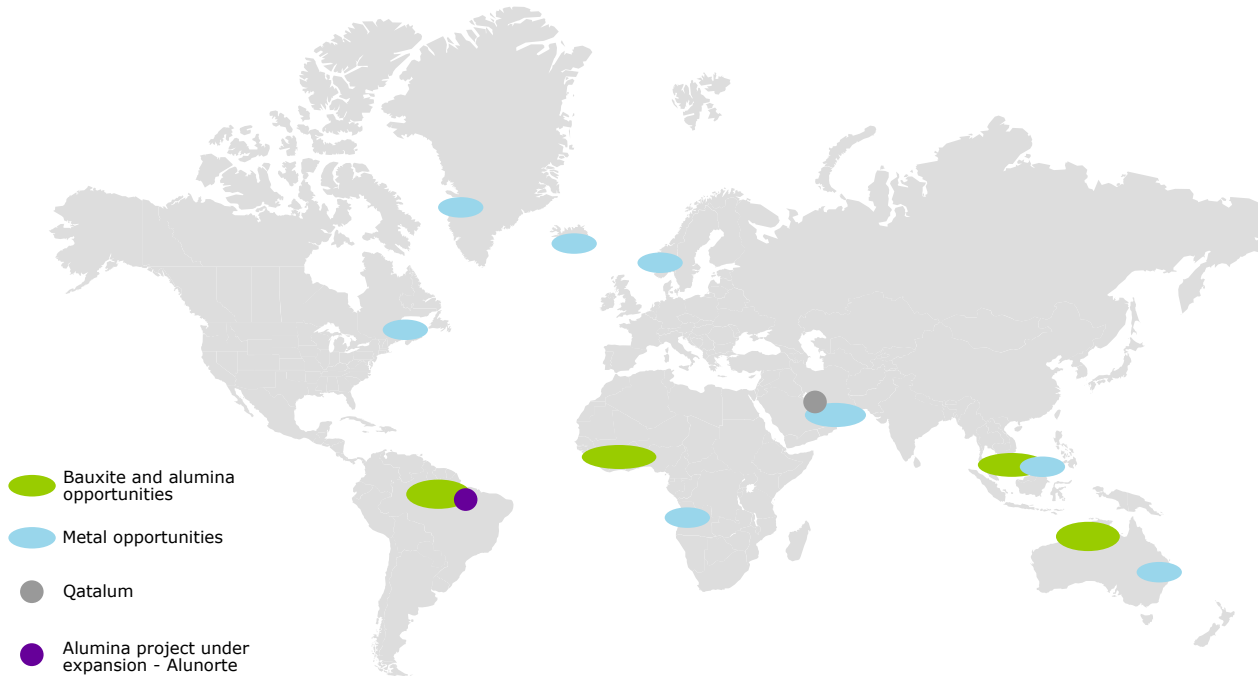 Bauxite and alumina
opportunities
Metal opportunities
Qatalum
Alumina project under
expansion - Alunorte